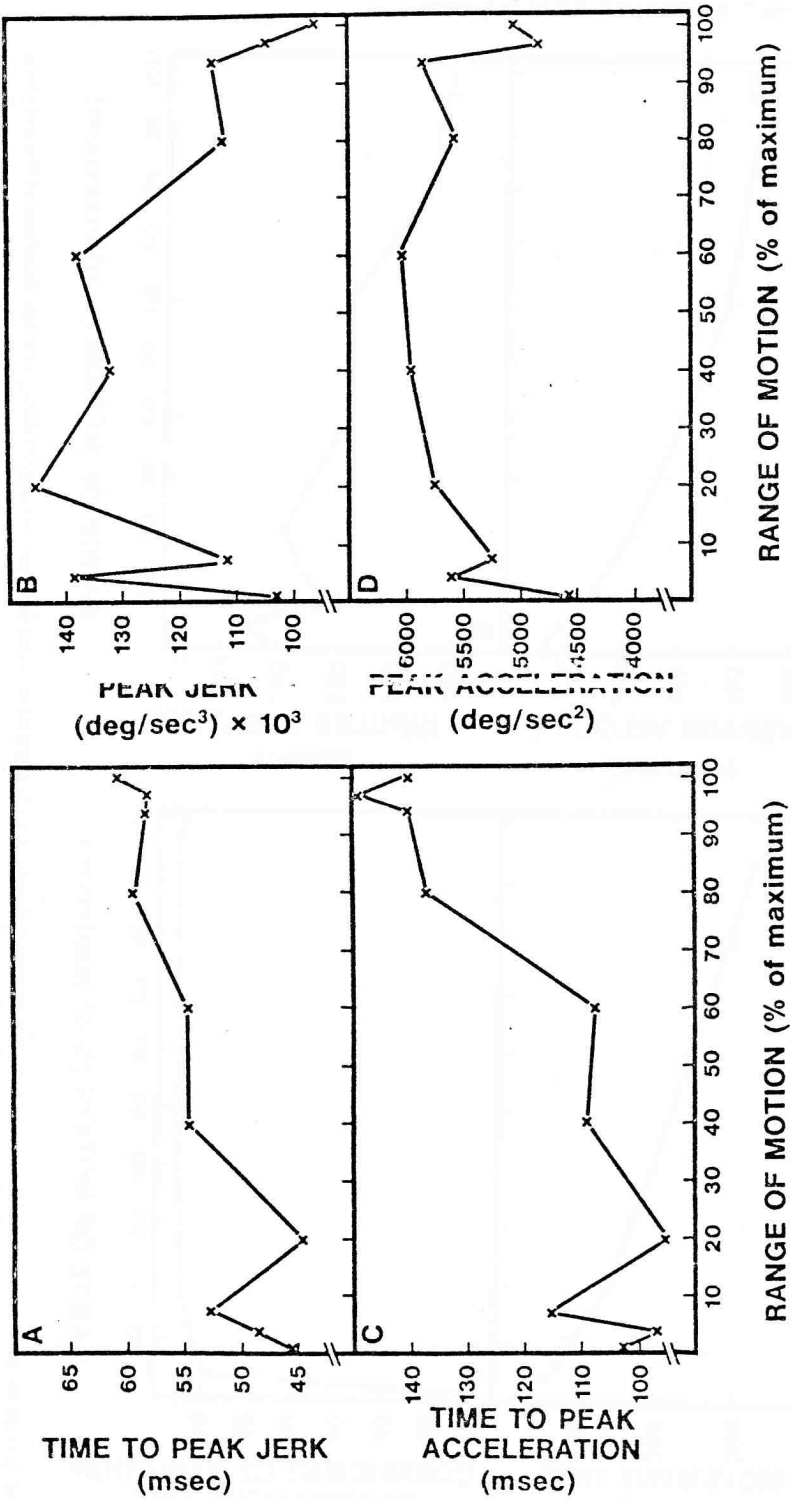 A
65
60
55
50
45
TIME TO PEAK JERK
(msec)
B
140
130
120
110
100
PEAK JERK
(deg/sec³) × 10³
C
140
130
120
110
100
TIME TO PEAK
ACCELERATION
(msec)
10 20 30 40 50 60 70 80 90 100
RANGE OF MOTION (% of maximum)
D
6000
5500
5000
4500
4000
PEAK ACCELERATION
(deg/sec²)
10 20 30 40 50 60 70 80 90 100
RANGE OF MOTION (% of maximum)